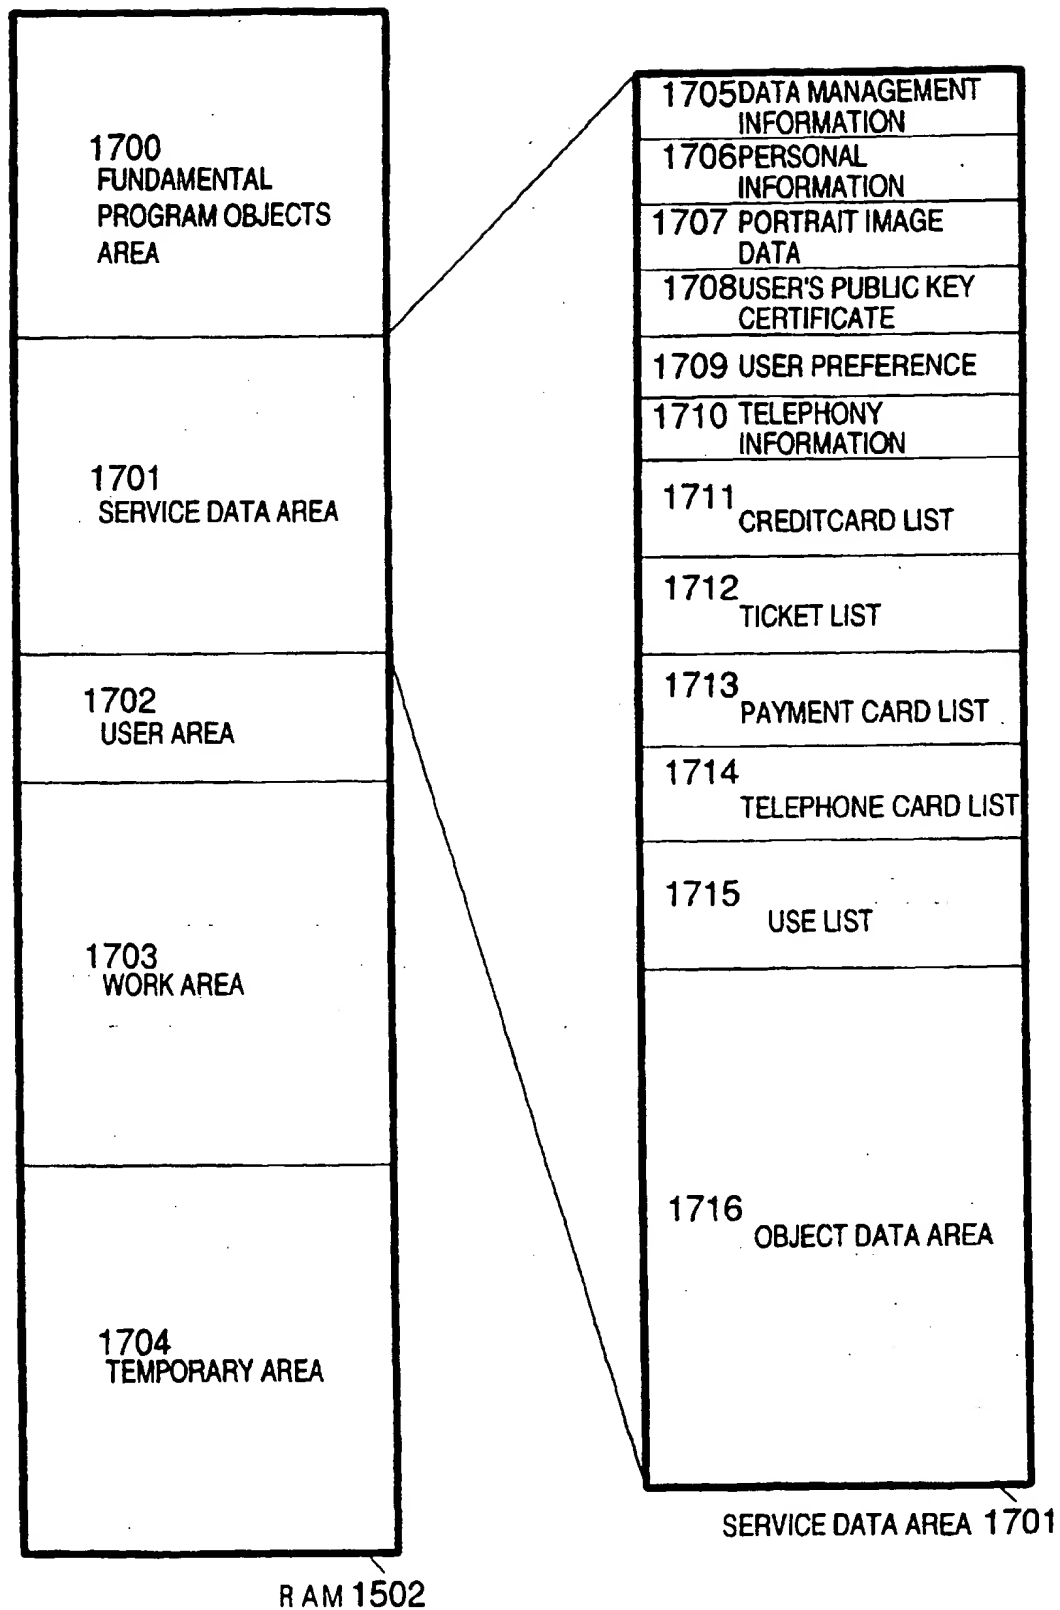 1700
FUNDAMENTAL
PROGRAM OBJECTS
AREA
1701
SERVICE DATA AREA
1702
USER AREA
1703
WORK AREA
1704
TEMPORARY AREA
RAM 1502
1705 DATA MANAGEMENT
INFORMATION
1706 PERSONAL
INFORMATION
1707 PORTRAIT IMAGE
DATA
1708 USER'S PUBLIC KEY
CERTIFICATE
1709 USER PREFERENCE
1710 TELEPHONY
INFORMATION
1711
CREDITCARD LIST
1712
TICKET LIST
1713
PAYMENT CARD LIST
1714
TELEPHONE CARD LIST
1715
USE LIST
1716
OBJECT DATA AREA
SERVICE DATA AREA 1701